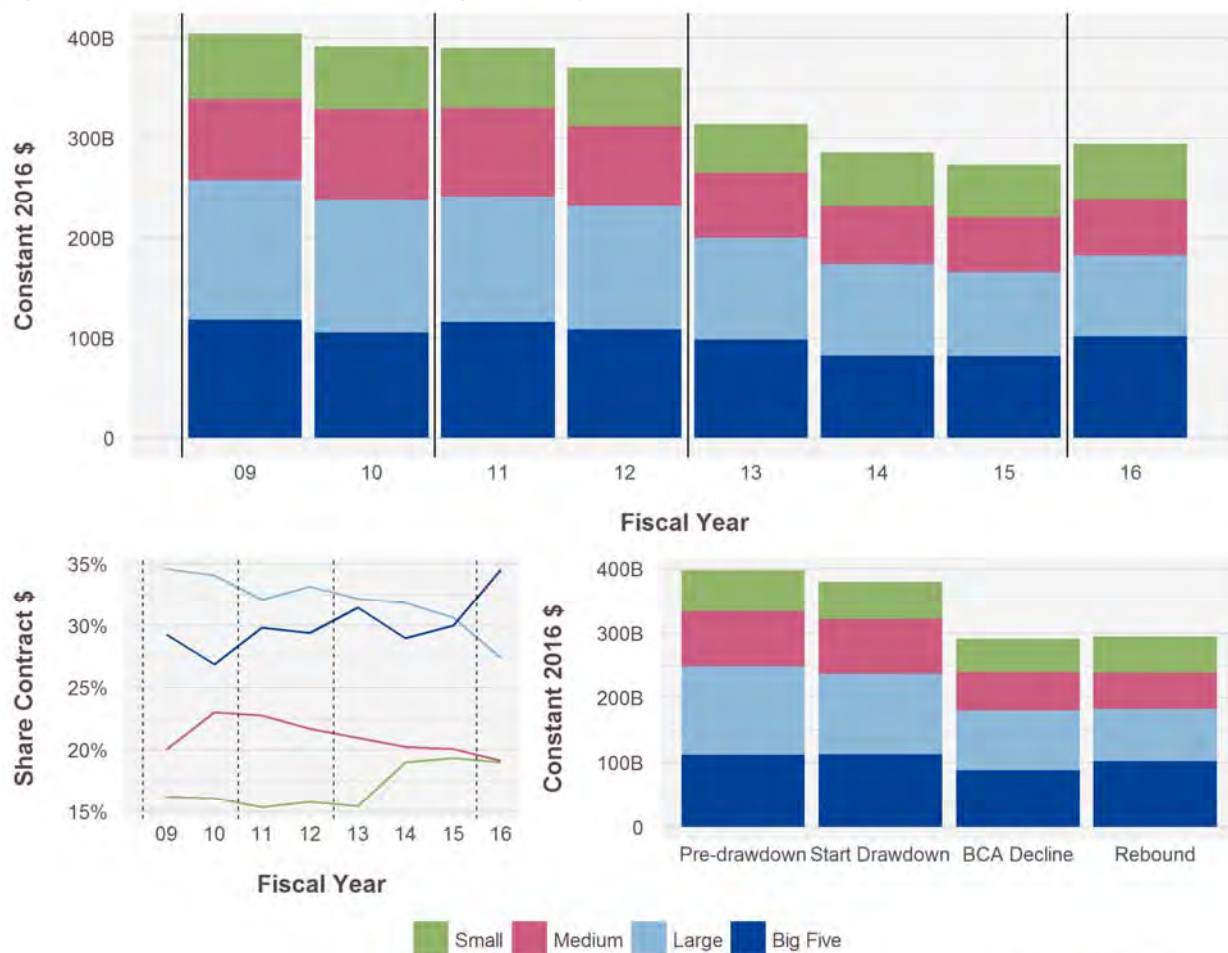 400B
300B
200B
100B
0
Constant 2016 $
09 10 11 12 13 14 15 16
Fiscal Year
35%
30%
25%
20%
15%
Share Contract $
09 10 11 12 13 14 15 16
Fiscal Year
400B
300B
200B
100B
0
Constant 2016 $
Pre-drawdown Start Drawdown BCA Decline Rebound
Small Medium Large Big Five